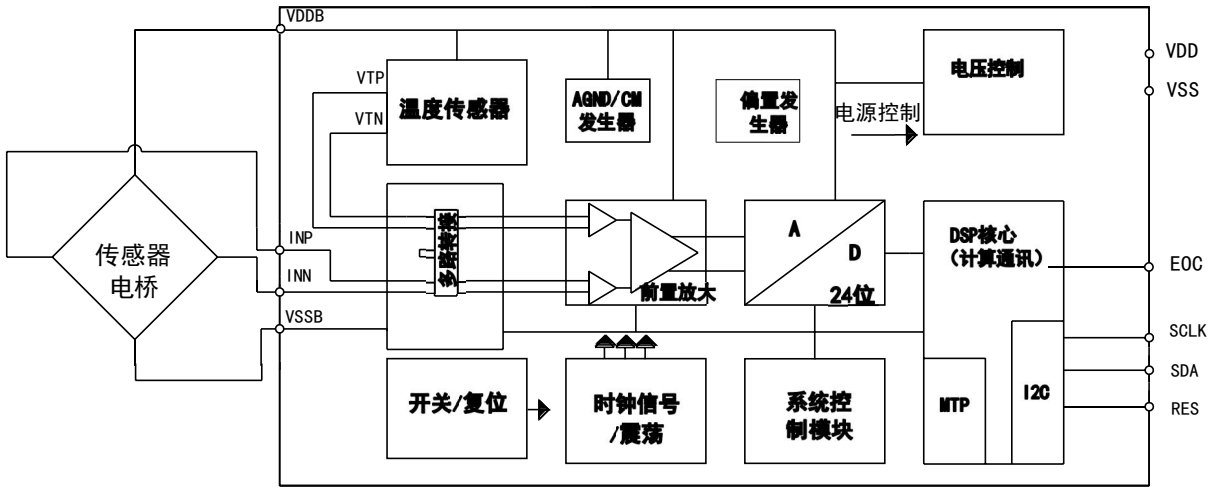 VDDB
VDD
VSS
VTP
VTN
温度传感器
AGND/CM
发生器
偏置发
生器
电压控制
电源控制
传感器
电桥
INP
INN
VSSB
多路转接
前置放大
A
D
24位
DSP核心
(计算通讯)
EOC
SCLK
SDA
RES
开关/复位
时钟信号
/震荡
系统控
制模块
MTP
I2C